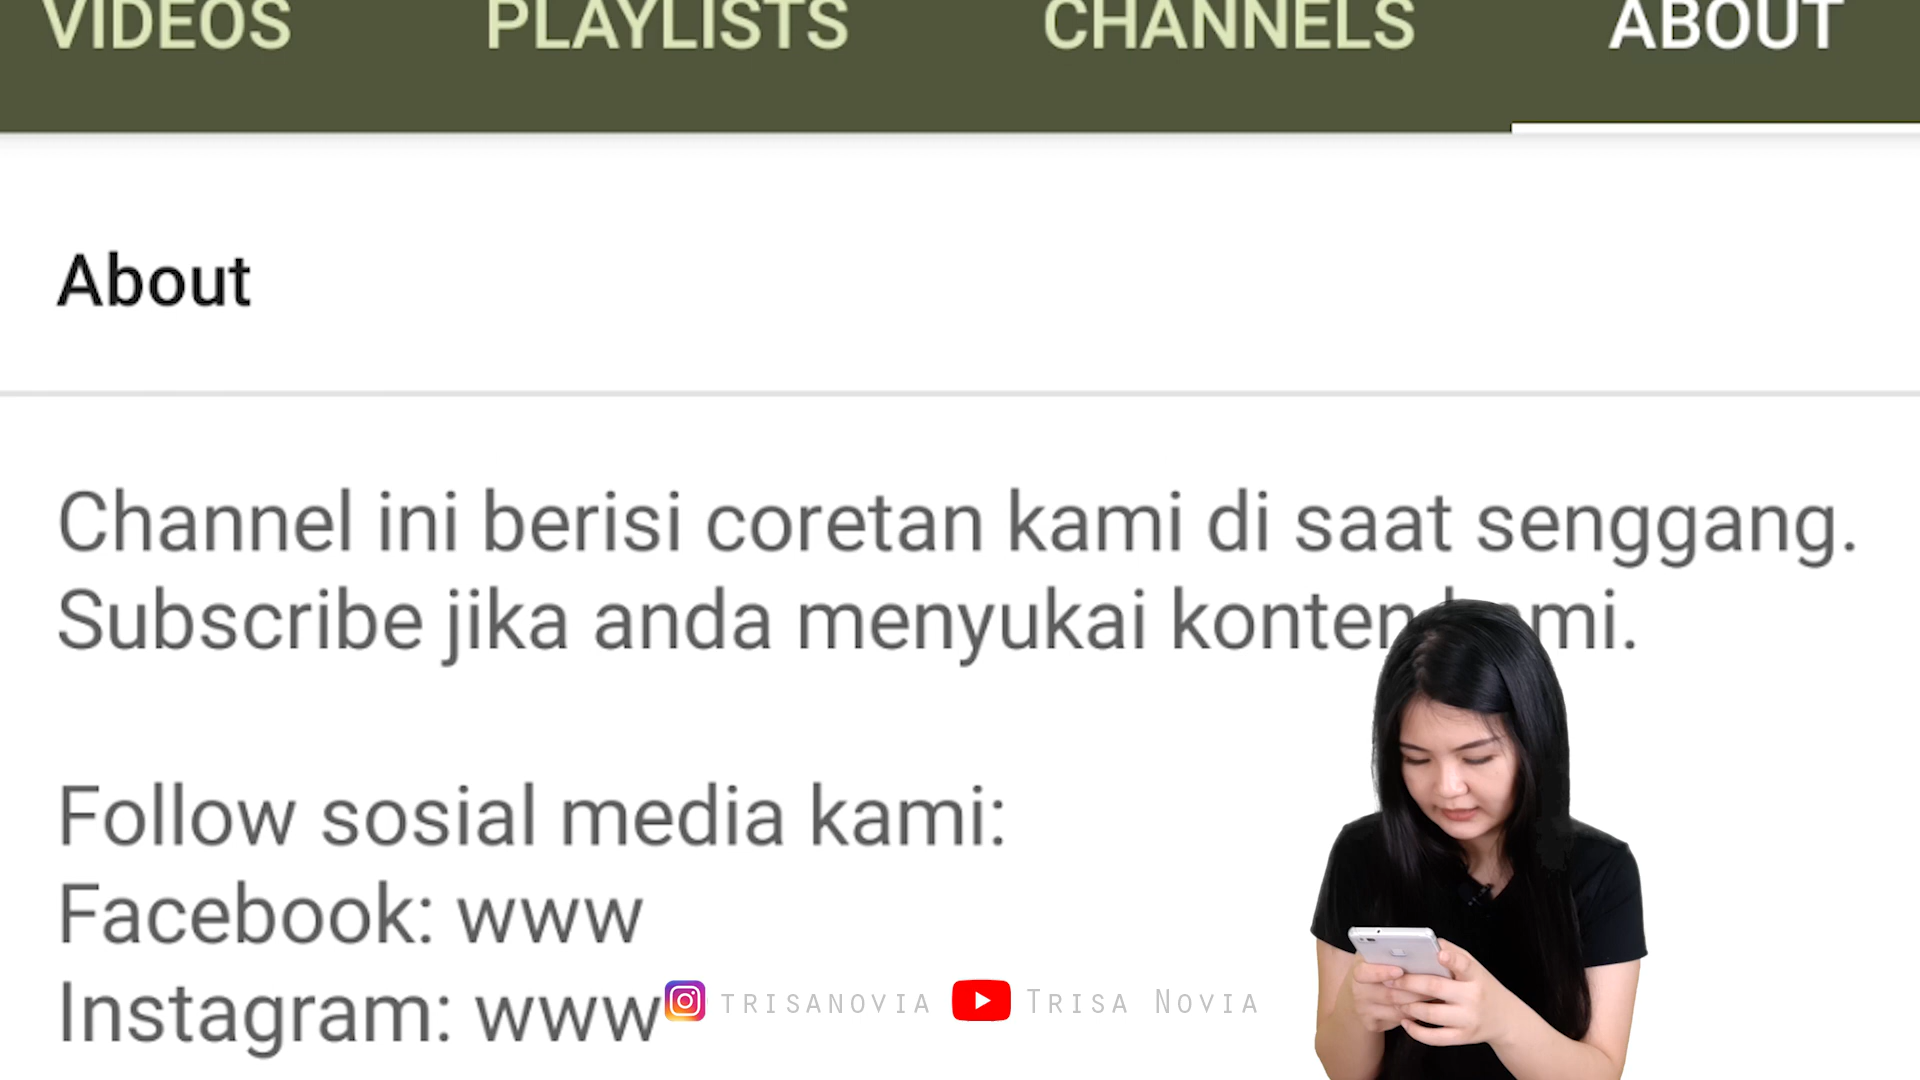 VIDEOS PLAYLISTS CHANNELS ABOUT
About
Channel ini berisi coretan kami di saat senggang.
Subscribe jika anda menyukai konten kami.
Follow sosial media kami:
Facebook: www
Instagram: www
TRISANOVIA TRISA NOVIA